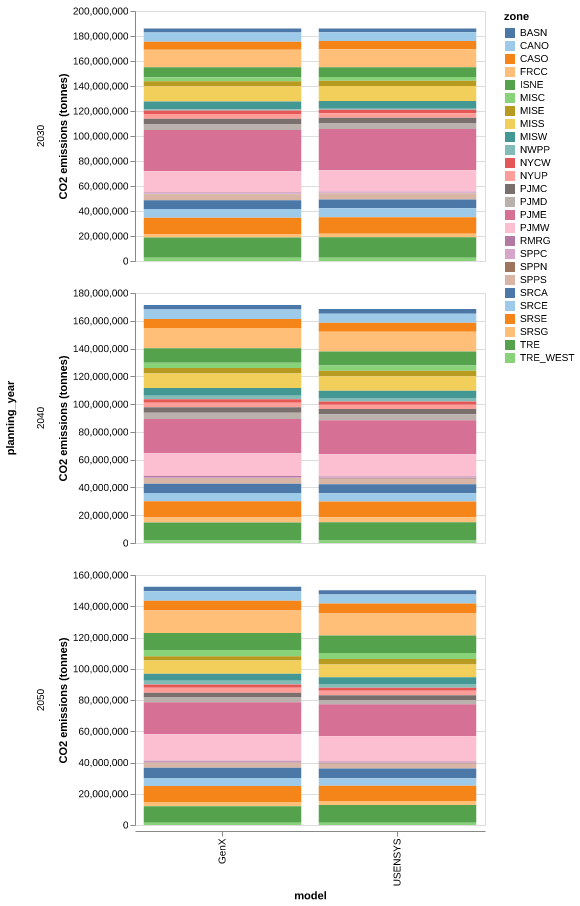 planning_year
2030
CO2 emissions (tonnes)
200,000,000
180,000,000
160,000,000
140,000,000
120,000,000
100,000,000
80,000,000
60,000,000
40,000,000
20,000,000
0
2040
CO2 emissions (tonnes)
180,000,000
160,000,000
140,000,000
120,000,000
100,000,000
80,000,000
60,000,000
40,000,000
20,000,000
0
2050
CO2 emissions (tonnes)
160,000,000
140,000,000
120,000,000
100,000,000
80,000,000
60,000,000
40,000,000
20,000,000
0
GenX
USENSYS
model
zone
BASN
CANO
CASO
FRCC
ISNE
MISC
MISE
MISS
MISW
NWPP
NYCW
NYUP
PJMC
PJMD
PJME
PJMW
RMRG
SPPC
SPPN
SPPS
SRCA
SRCE
SRSE
SRSG
TRE
TRE_WEST